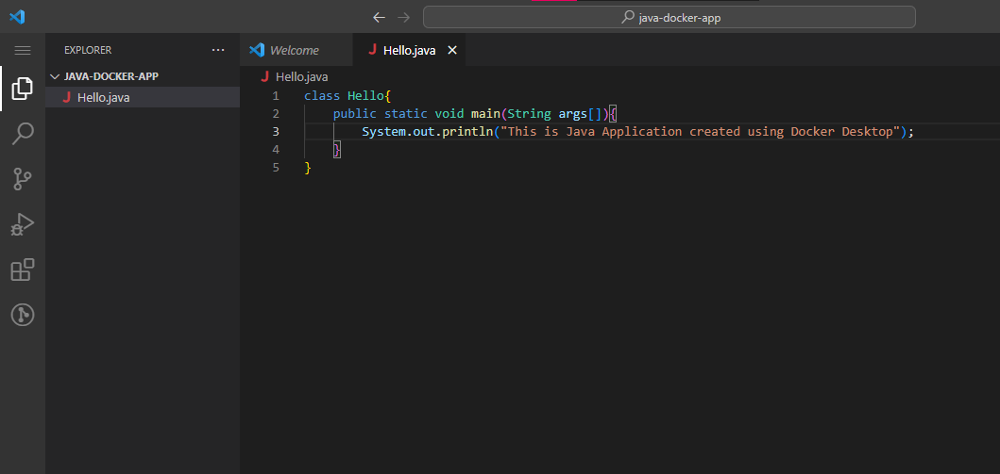 java-docker-app
EXPLORER
Welcome
Hello.java
JAVA-DOCKER-APP
Hello.java
Hello.java
1 class Hello{
2     public static void main(String args[]){
3         System.out.println("This is Java Application created using Docker Desktop");
4     }
5 }